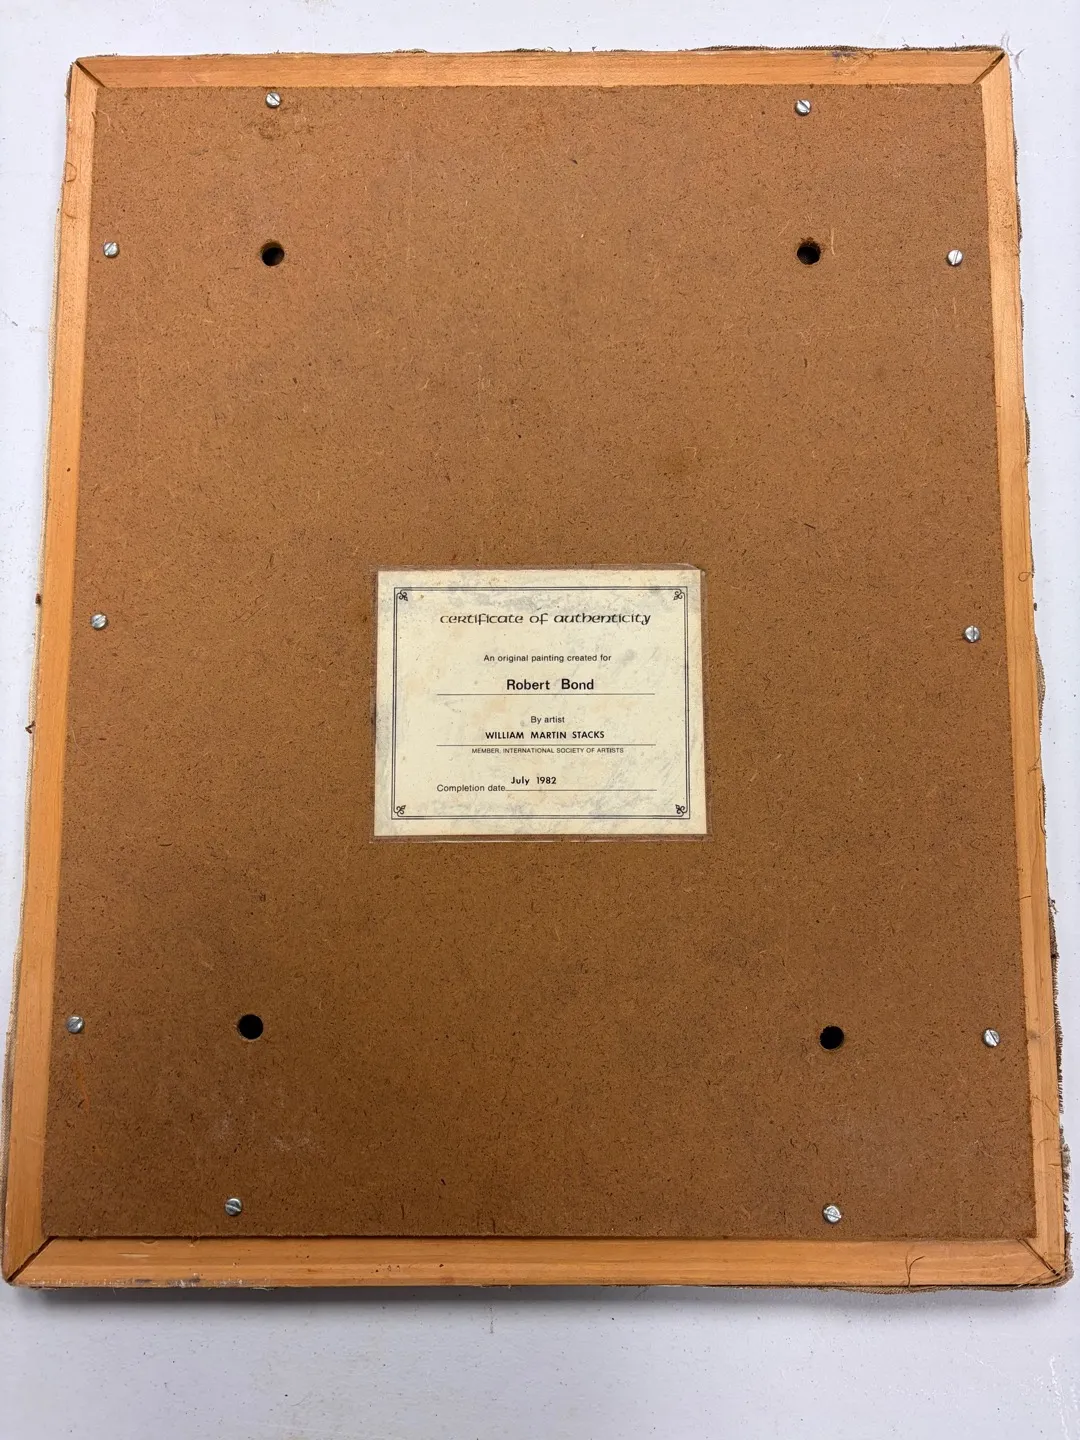 certificate of authenticity
An original painting created for
Robert Bond
By artist
WILLIAM MARTIN STACKS
MEMBER, INTERNATIONAL SOCIETY OF ARTISTS
July 1982
Completion date